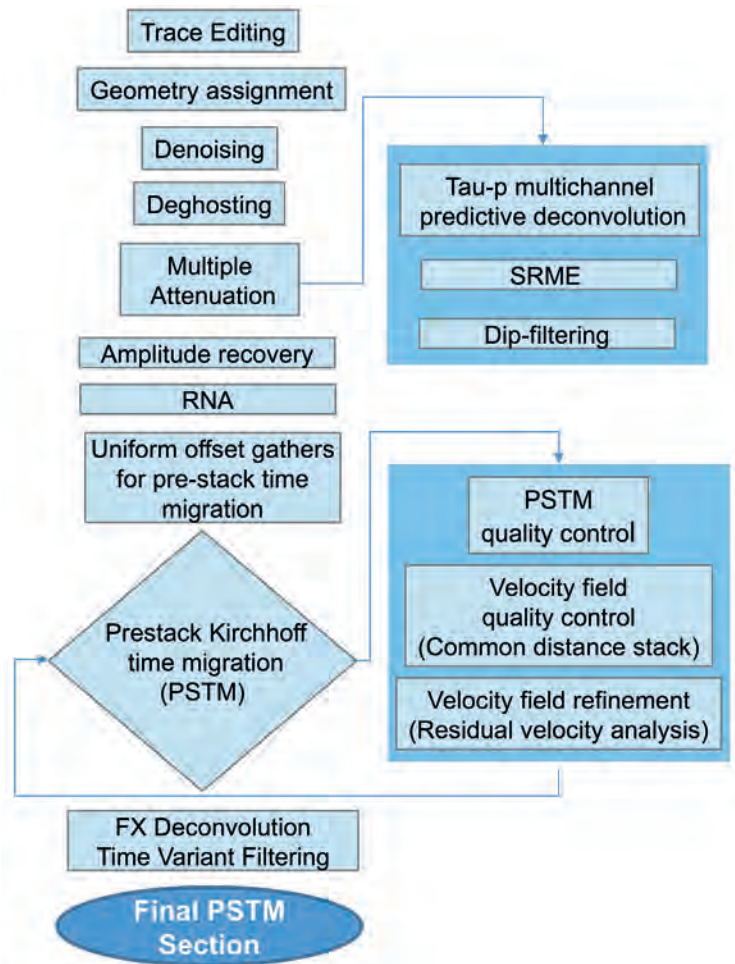 Trace Editing
Geometry assignment
Denoising
Deghosting
Multiple
Attenuation
Tau-p multichannel
predictive deconvolution
SRME
Dip-filtering
Amplitude recovery
RNA
Uniform offset gathers
for pre-stack time
migration
Prestack Kirchhoff
time migration
(PSTM)
PSTM
quality control
Velocity field
quality control
(Common distance stack)
Velocity field refinement
(Residual velocity analysis)
FX Deconvolution
Time Variant Filtering
Final PSTM
Section